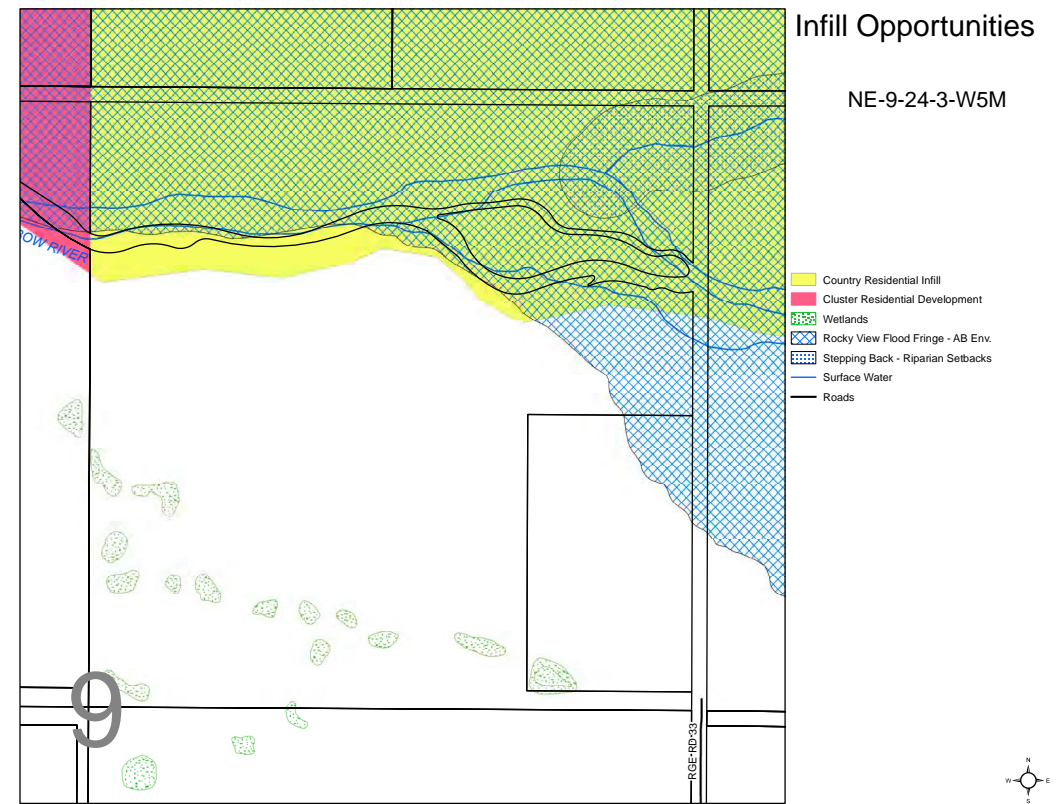 Infill Opportunities
NE-9-24-3-W5M
BOW RIVER
Country Residential Infill
Cluster Residential Development
Wetlands
Rocky View Flood Fringe - AB Env.
Stepping Back - Riparian Setbacks
Surface Water
Roads
9
RGE RD 33
N
W E
S